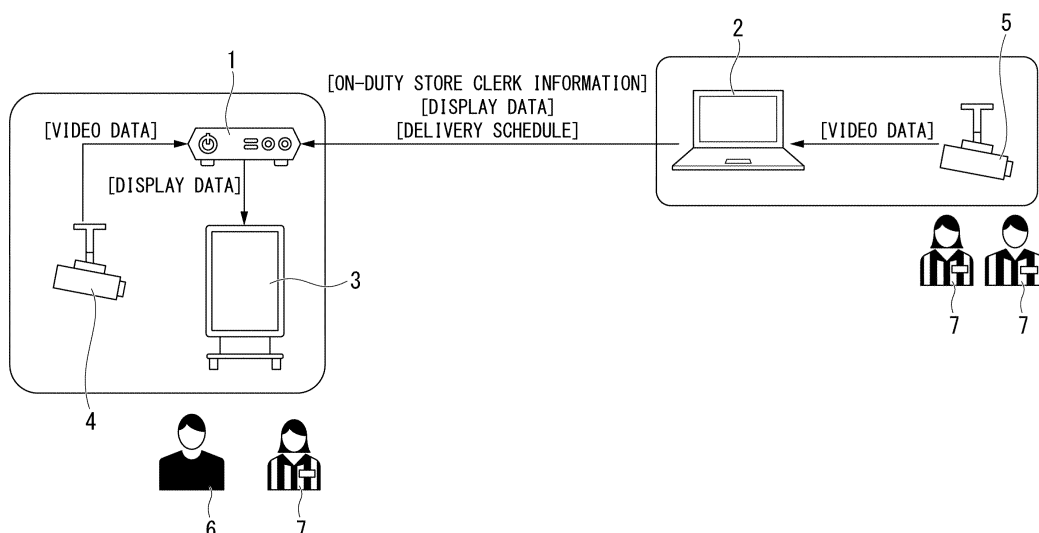 2
5
1
[ON-DUTY STORE CLERK INFORMATION]
[DISPLAY DATA]
[DELIVERY SCHEDULE]
[VIDEO DATA]
[VIDEO DATA]
[DISPLAY DATA]
3
7
7
4
6
7